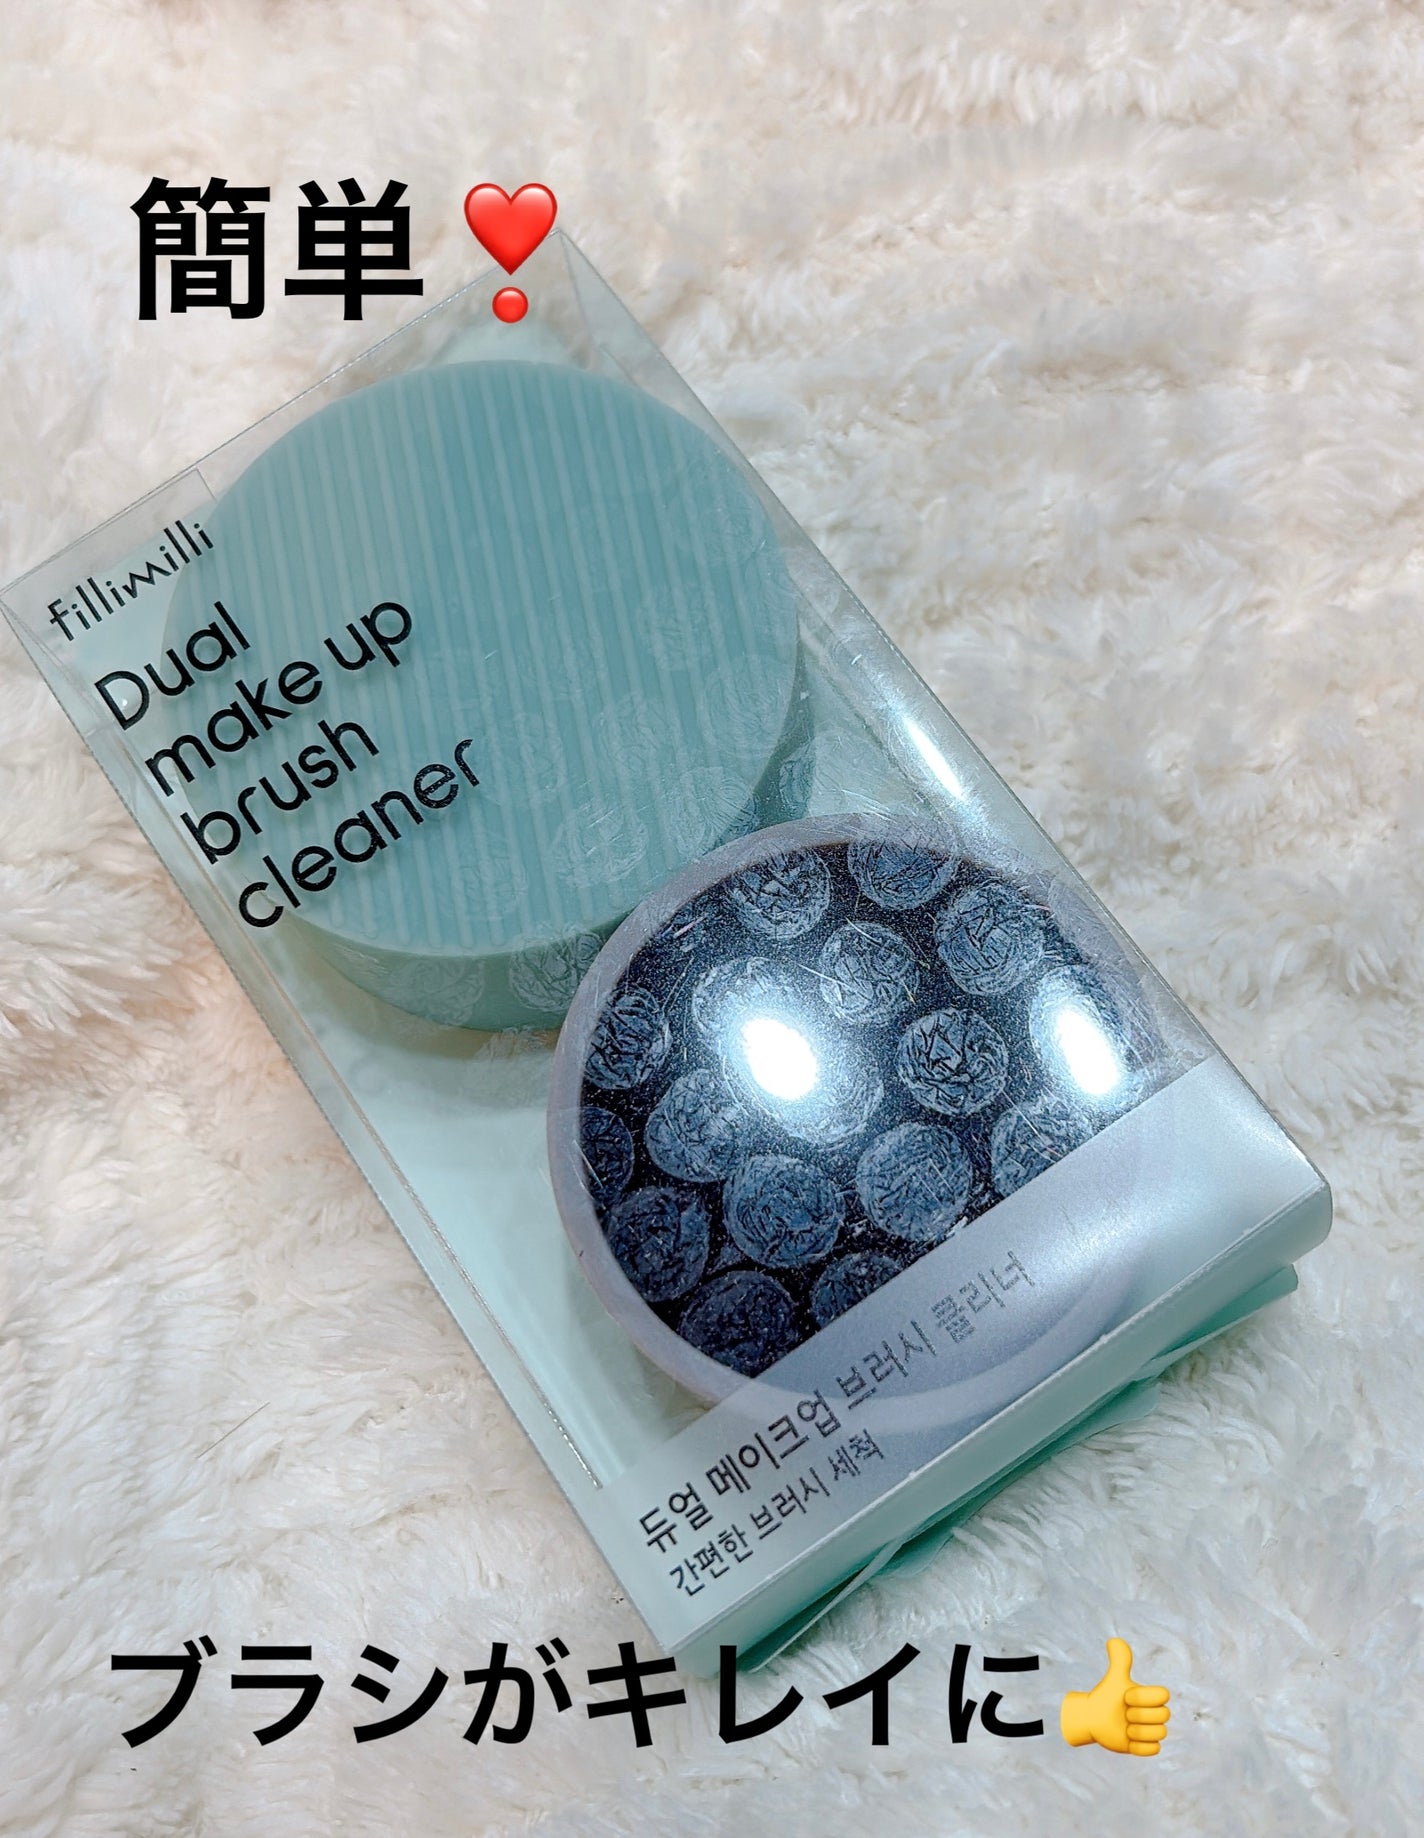 簡単❣️
fillimilli
Dual
make up
brush
cleaner
듀얼 메이크업 브러시 클리너
간편한 브러시 세척
ブラシがキレイに👍